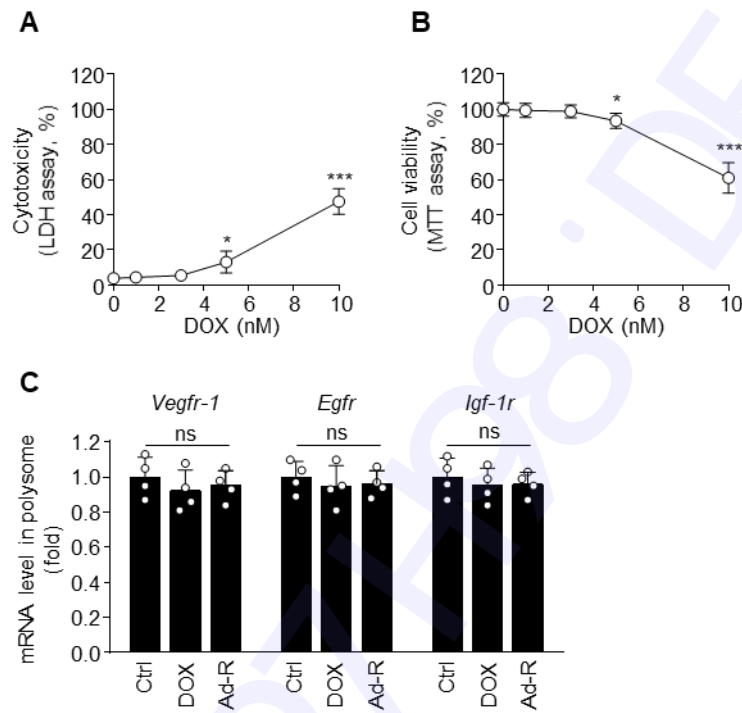 A
Cytotoxicity
(LDH assay, %)
120
100
80
60
40
20
0
*
***
0 2 4 6 8 10
DOX (nM)
B
Cell viability
(MTT assay, %)
120
100
80
60
40
20
0
*
***
0 2 4 6 8 10
DOX (nM)
C
mRNA level in polysome
(fold)
Vegfr-1 Egfr Igf-1r
ns ns ns
1.2
1.0
0.8
0.6
0.4
0.2
0.0
Ctrl DOX Ad-R Ctrl DOX Ad-R Ctrl DOX Ad-R